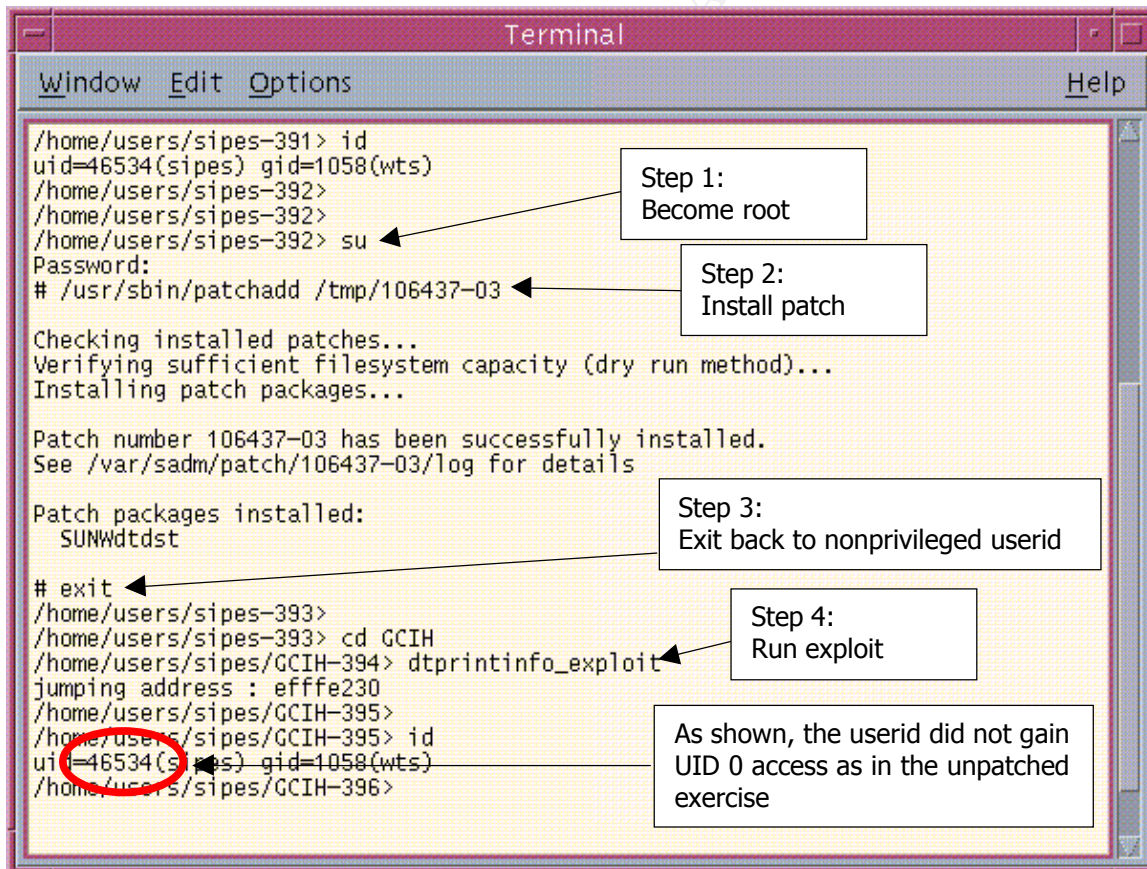 Terminal
Window Edit Options Help
/home/users/sipes-391> id
uid=46534(sipes) gid=1058(wts)
/home/users/sipes-392>
/home/users/sipes-392>
/home/users/sipes-392> su
Password:
# /usr/sbin/patchadd /tmp/106437-03

Checking installed patches...
Verifying sufficient filesystem capacity (dry run method)...
Installing patch packages...

Patch number 106437-03 has been successfully installed.
See /var/sadm/patch/106437-03/log for details

Patch packages installed:
SUNWdtdst

# exit
/home/users/sipes-393>
/home/users/sipes-393> cd GCIH
/home/users/sipes/GCIH-394> dtprintinfo_exploit
jumping address : efffe230
/home/users/sipes/GCIH-395>
/home/users/sipes/GCIH-395> id
uid=46534(sipes) gid=1058(wts)
/home/users/sipes/GCIH-396>
Step 1:
Become root
Step 2:
Install patch
Step 3:
Exit back to nonprivileged userid
Step 4:
Run exploit
As shown, the userid did not gain
UID 0 access as in the unpatched
exercise